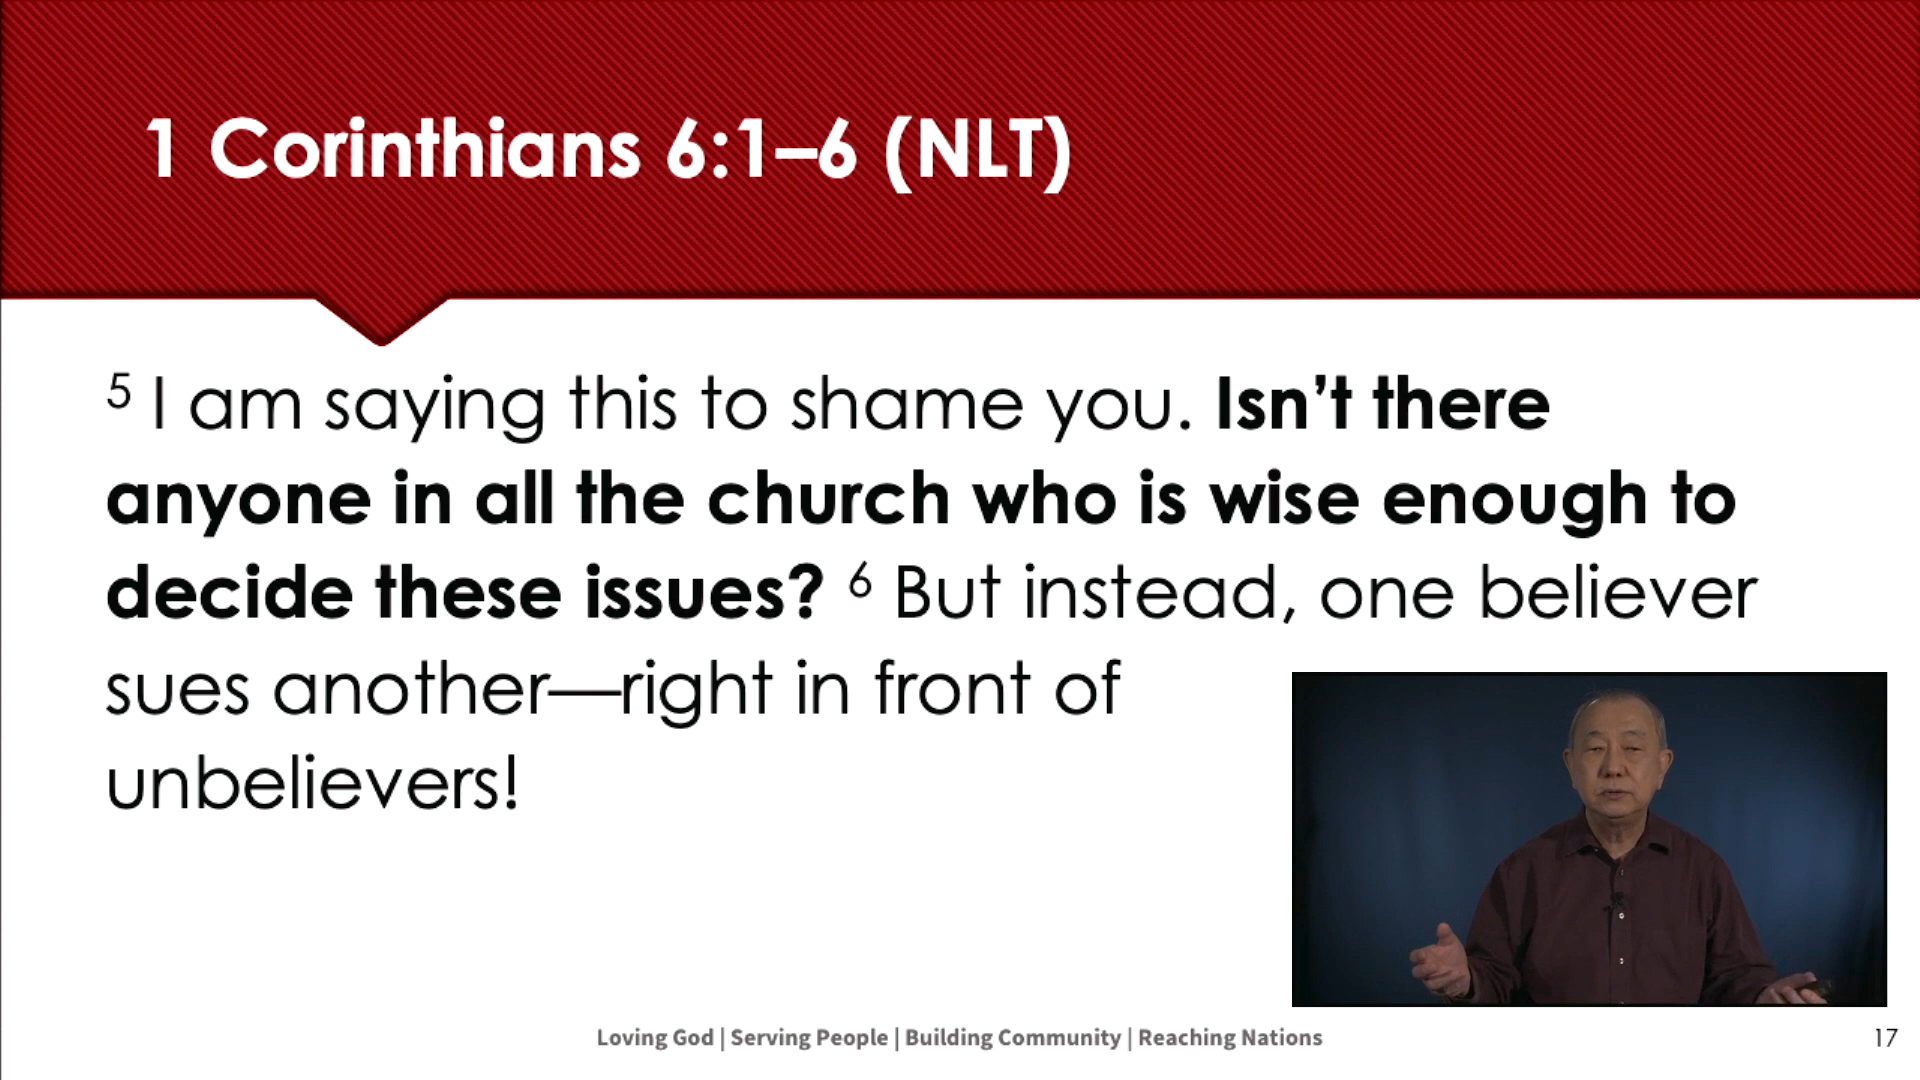 1 Corinthians 6:1–6 (NLT)
5 I am saying this to shame you. Isn’t there
anyone in all the church who is wise enough to
decide these issues? 6 But instead, one believer
sues another—right in front of
unbelievers!
Loving God | Serving People | Building Community | Reaching Nations
17